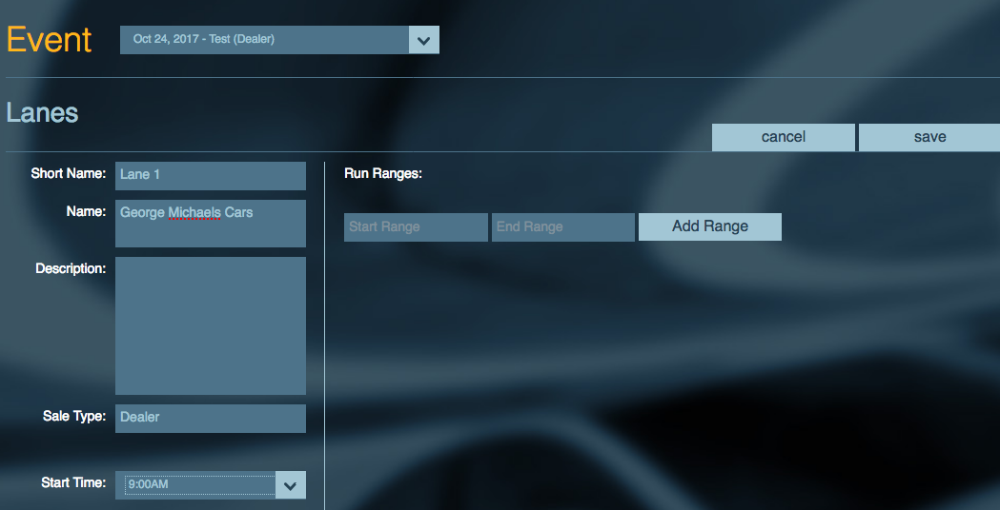 Event
Oct 24, 2017 - Test (Dealer)
Lanes
cancel
save
Short Name:
Lane 1
Run Ranges:
Name:
George Michaels Cars
Start Range
End Range
Add Range
Description:
Sale Type:
Dealer
Start Time:
9:00AM